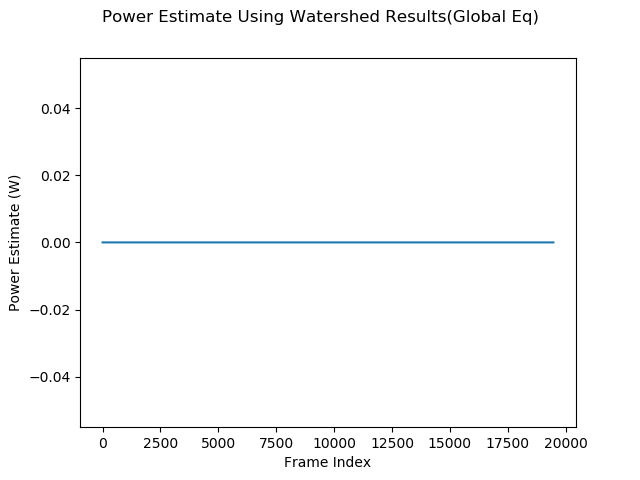 Power Estimate Using Watershed Results(Global Eq)
0.04
0.02
0.00
−0.02
−0.04
Power Estimate (W)
0 2500 5000 7500 10000 12500 15000 17500 20000
Frame Index